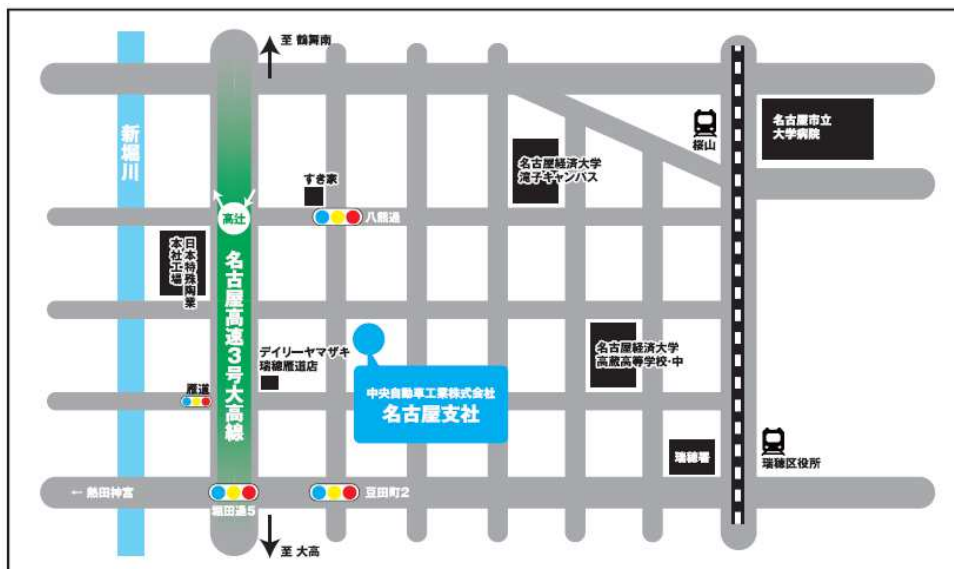 至 鶴舞南
新堀川
名古屋市立
大学病院
桜山
名古屋経済大学
滝子キャンパス
すき家
高辻
八熊通
日本特殊陶業
本社工場
名古屋高速3号大高線
デイリーヤマザキ
瑞穂雁道店
名古屋経済大学
高蔵高等学校・中
雁道
中央自動車工業株式会社
名古屋支社
瑞穂署
瑞穂区役所
← 熱田神宮
堀田通5
豆田町2
至 大高